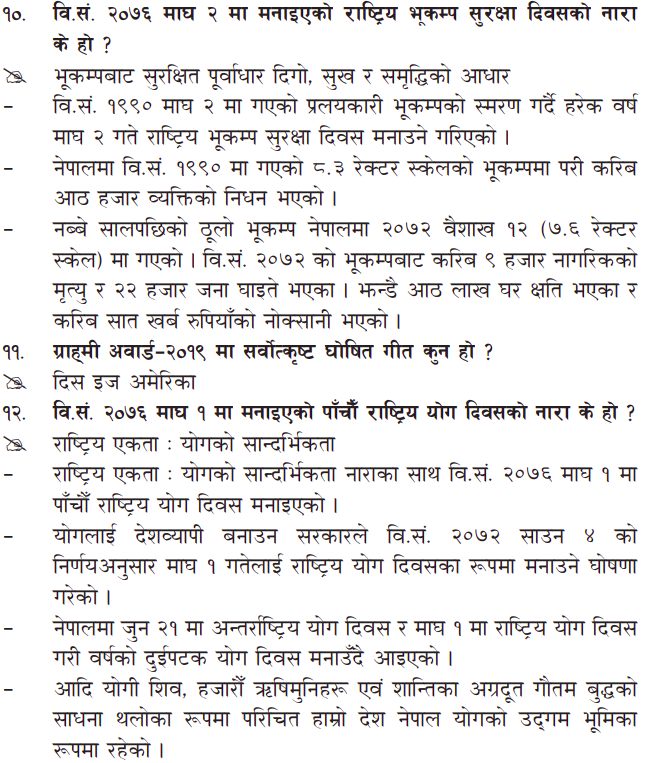 १०. वि.सं. २०७६ माघ २ मा मनाइएको राष्ट्रिय भूकम्प सुरक्षा दिवसको नारा
के हो ?
भूकम्पबाट सुरक्षित पूर्वाधार दिगो, सुख र समृद्धिको आधार
– वि.सं. १९९० माघ २ मा गएको प्रलयकारी भूकम्पको स्मरण गर्दै हरेक वर्ष
माघ २ गते राष्ट्रिय भूकम्प सुरक्षा दिवस मनाउने गरिएको ।
– नेपालमा वि.सं. १९९० मा गएको ८.३ रेक्टर स्केलको भूकम्पमा परी करिब
आठ हजार व्यक्तिको निधन भएको ।
– नब्बे सालपछिको ठूलो भूकम्प नेपालमा २०७२ वैशाख १२ (७.६ रेक्टर
स्केल) मा गएको । वि.सं. २०७२ को भूकम्पबाट करिब ९ हजार नागरिकको
मृत्यु र २२ हजार जना घाइते भएका । झन्डै आठ लाख घर क्षति भएका र
करिब सात खर्ब रुपियाँको नोक्सानी भएको ।
११. ग्राह्मी अवार्ड–२०१९ मा सर्वोत्कृष्ट घोषित गीत कुन हो ?
दिस इज अमेरिका
१२. वि.सं. २०७६ माघ १ मा मनाइएको पाँचौँ राष्ट्रिय योग दिवसको नारा के हो ?
राष्ट्रिय एकता : योगको सान्दर्भिकता
– राष्ट्रिय एकता : योगको सान्दर्भिकता नाराका साथ वि.सं. २०७६ माघ १ मा
पाँचौँ राष्ट्रिय योग दिवस मनाइएको ।
– योगलाई देशव्यापी बनाउन सरकारले वि.सं. २०७२ साउन ४ को
निर्णयअनुसार माघ १ गतेलाई राष्ट्रिय योग दिवसका रूपमा मनाउने घोषणा
गरेको ।
– नेपालमा जुन २१ मा अन्तर्राष्ट्रिय योग दिवस र माघ १ मा राष्ट्रिय योग दिवस
गरी वर्षको दुईपटक योग दिवस मनाउँदै आइएको ।
– आदि योगी शिव, हजारौँ ऋषिमुनिहरू एवं शान्तिका अग्रदूत गौतम बुद्धको
साधना थलोका रूपमा परिचित हाम्रो देश नेपाल योगको उद्‌गम भूमिका
रूपमा रहेको ।